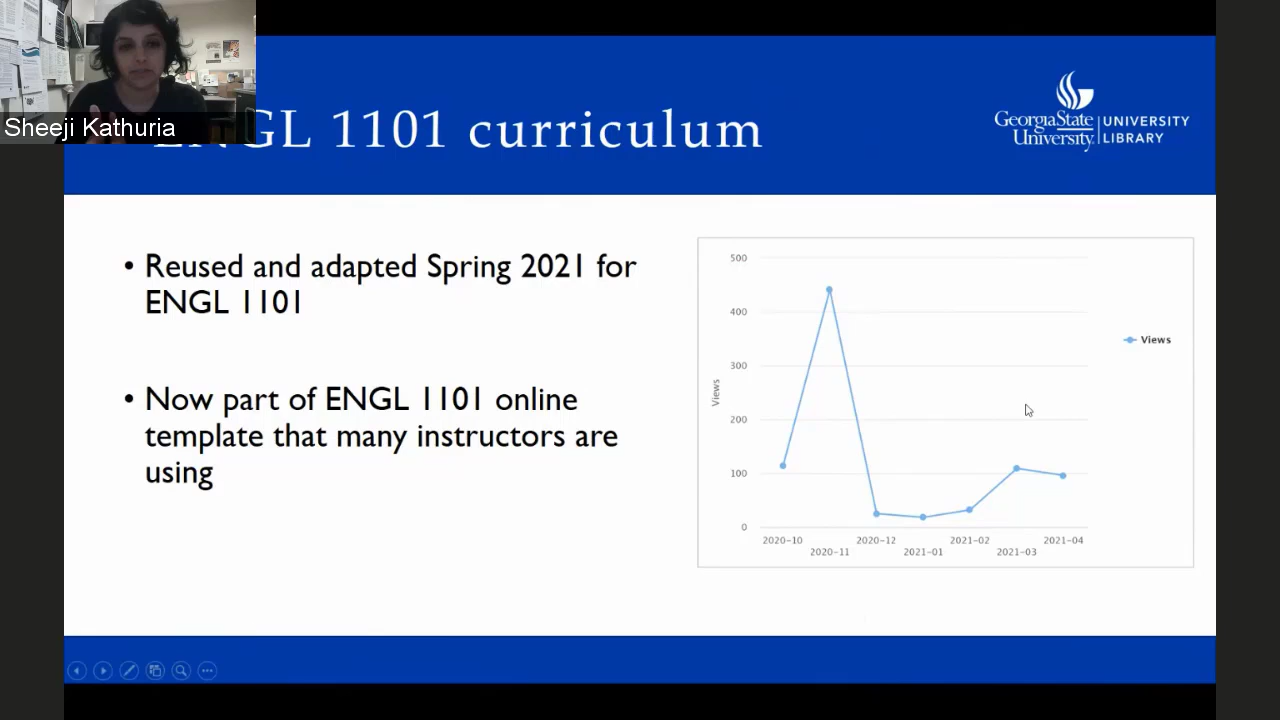 Sheeji Kathuria
ENGL 1101 curriculum
GeorgiaState
University
UNIVERSITY
LIBRARY
• Reused and adapted Spring 2021 for
ENGL 1101
• Now part of ENGL 1101 online
template that many instructors are
using
500
400
300
200
100
0
Views
Views
2020-10
2020-11
2020-12
2021-01
2021-02
2021-03
2021-04